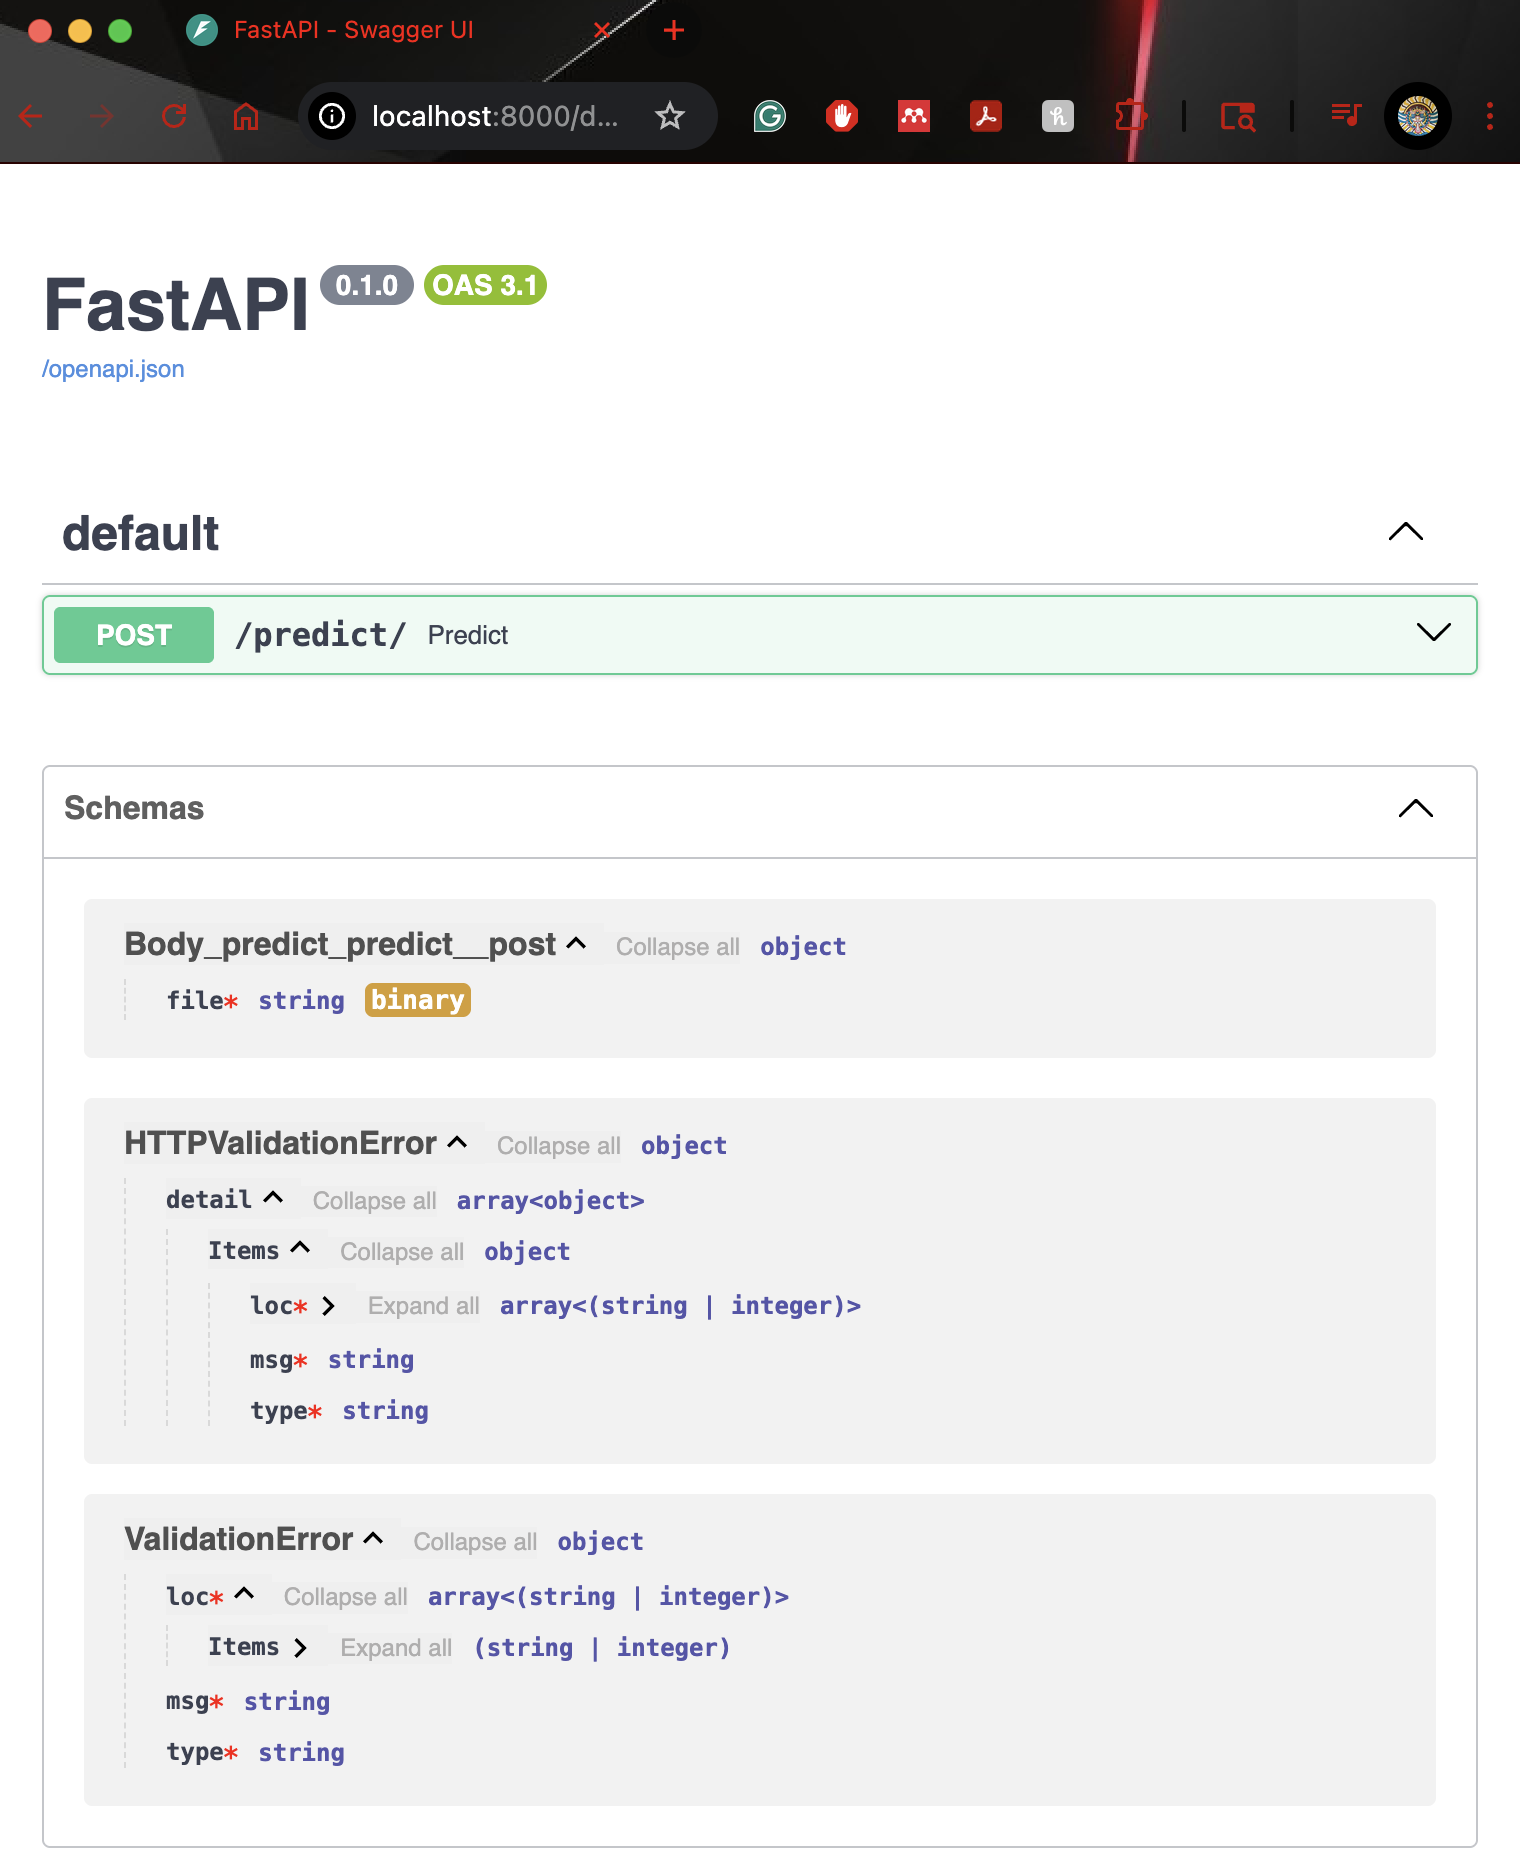 FastAPI - Swagger UI
localhost:8000/d...
FastAPI 0.1.0 OAS 3.1
/openapi.json
default
POST /predict/ Predict
Schemas
Body_predict_predict__post Collapse all object
file* string binary
HTTPValidationError Collapse all object
detail Collapse all array<object>
Items Collapse all object
loc* Expand all array<(string | integer)>
msg* string
type* string
ValidationError Collapse all object
loc* Collapse all array<(string | integer)>
Items Expand all (string | integer)
msg* string
type* string